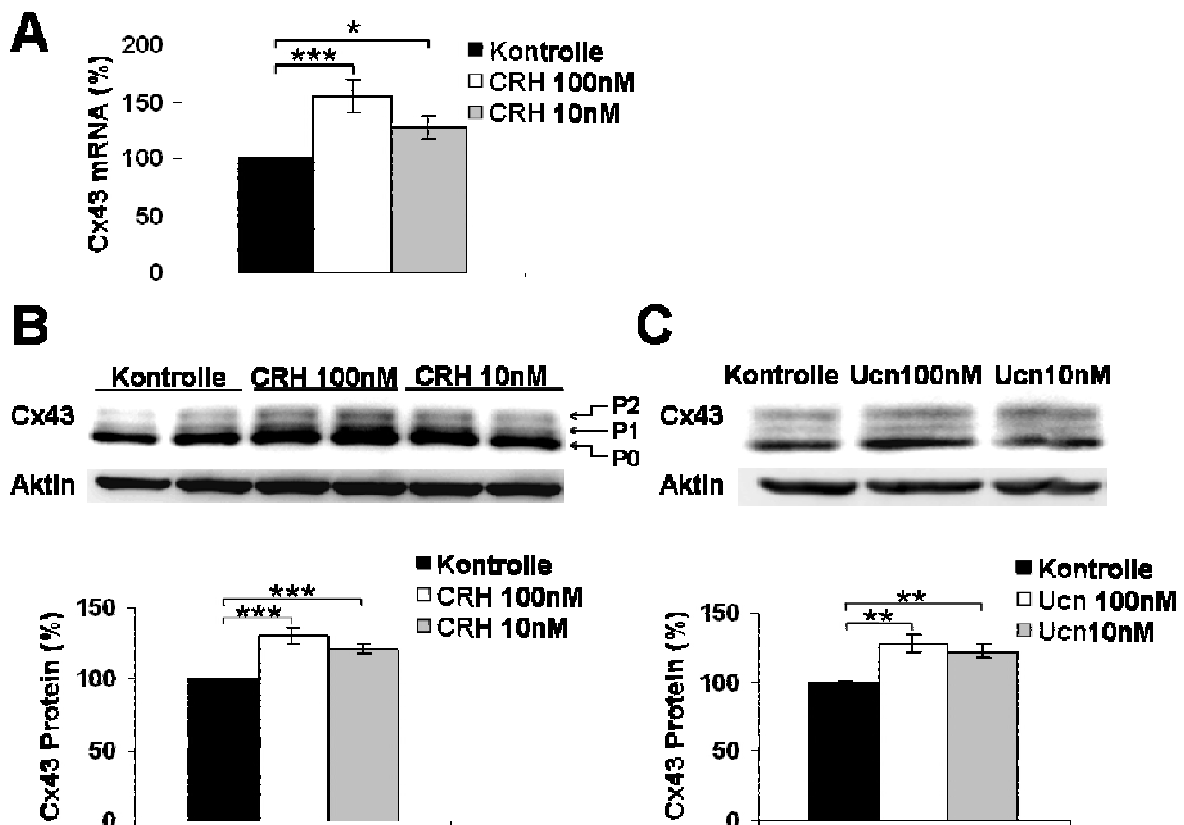 A
Cx43 mRNA (%)
200
150
100
50
0
***
*
Kontrolle
CRH 100nM
CRH 10nM
B
Kontrolle CRH 100nM CRH 10nM
Cx43
P2
P1
P0
Aktin
Kontrolle
CRH 100nM
CRH 10nM
Cx43 Protein (%)
150
100
50
0
***
***
C
Kontrolle Ucn100nM Ucn10nM
Cx43
Aktin
Kontrolle
Ucn 100nM
Ucn10nM
Cx43 Protein (%)
150
100
50
0
**
**